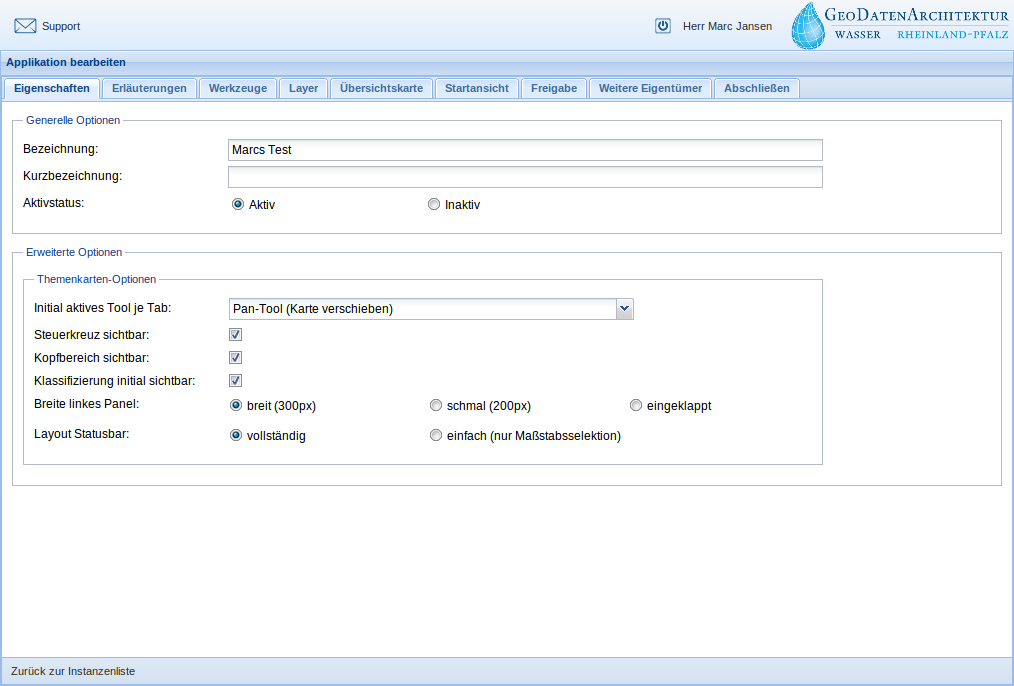 Support
Herr Marc Jansen
GeoDatenArchitektur
Wasser Rheinland-Pfalz
Applikation bearbeiten
Eigenschaften Erläuterungen Werkzeuge Layer Übersichtskarte Startansicht Freigabe Weitere Eigentümer Abschließen
Generelle Optionen
Bezeichnung: Marcs Test
Kurzbezeichnung:
Aktivstatus: Aktiv Inaktiv
Erweiterte Optionen
Themenkarten-Optionen
Initial aktives Tool je Tab: Pan-Tool (Karte verschieben)
Steuerkreuz sichtbar:
Kopfbereich sichtbar:
Klassifizierung initial sichtbar:
Breite linkes Panel: breit (300px) schmal (200px) eingeklappt
Layout Statusbar: vollständig einfach (nur Maßstabsselektion)
Zurück zur Instanzenliste